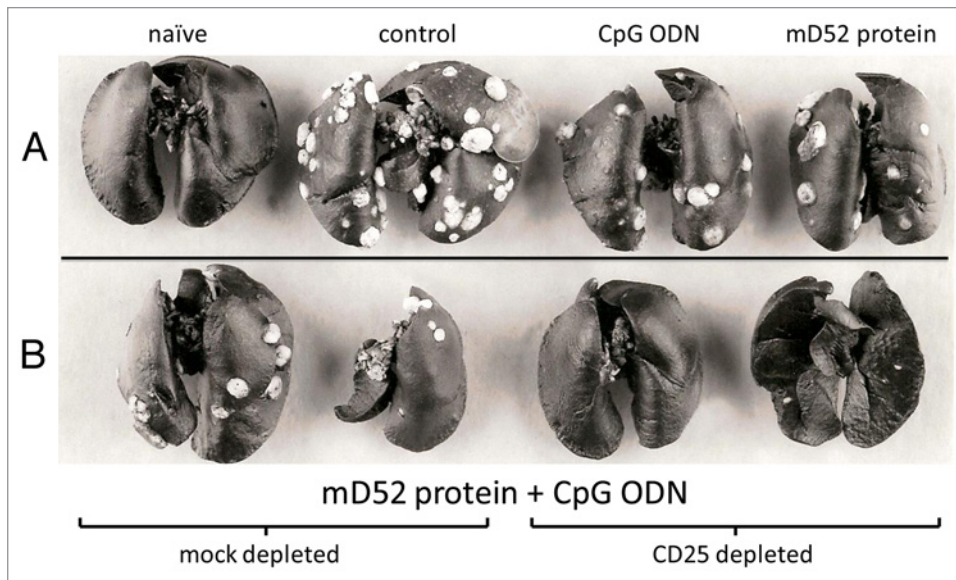 naïve control CpG ODN mD52 protein
A
B
mD52 protein + CpG ODN
mock depleted CD25 depleted